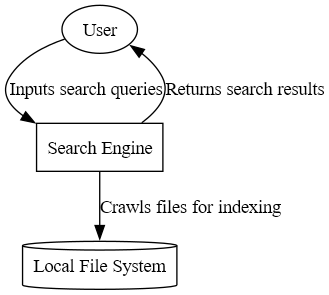 User
Inputs search queries
Returns search results
Search Engine
Crawls files for indexing
Local File System